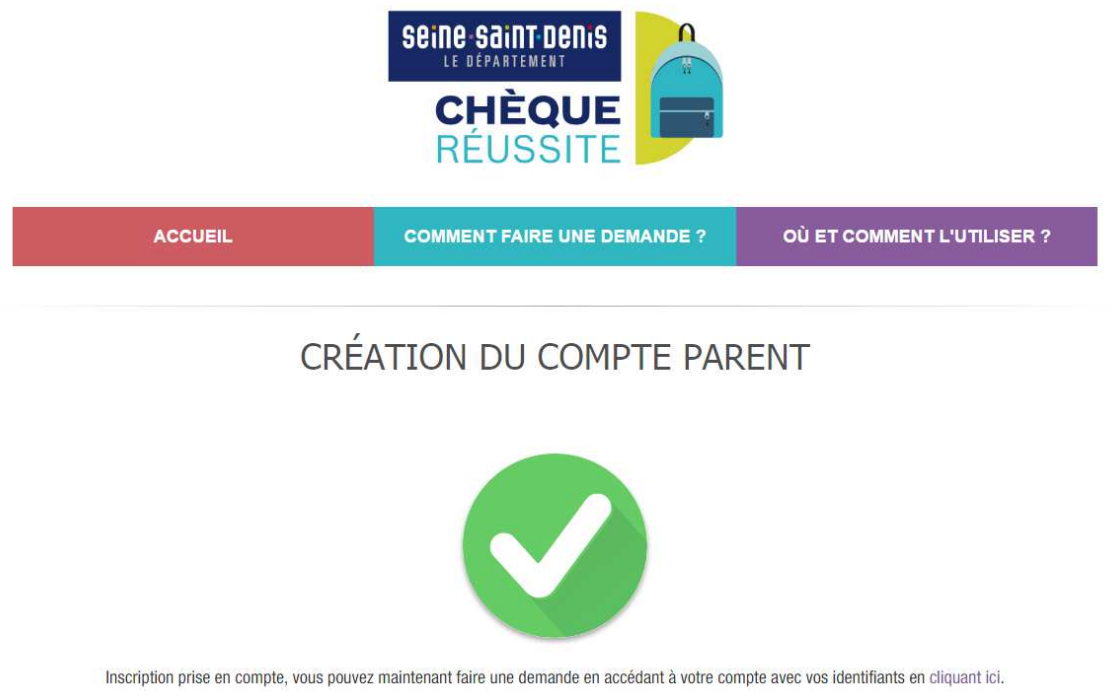 Seine-Saint-Denis
LE DÉPARTEMENT
CHÈQUE
RÉUSSITE
ACCUEIL
COMMENT FAIRE UNE DEMANDE ?
OÙ ET COMMENT L'UTILISER ?
CRÉATION DU COMPTE PARENT
Inscription prise en compte, vous pouvez maintenant faire une demande en accédant à votre compte avec vos identifiants en cliquant ici.